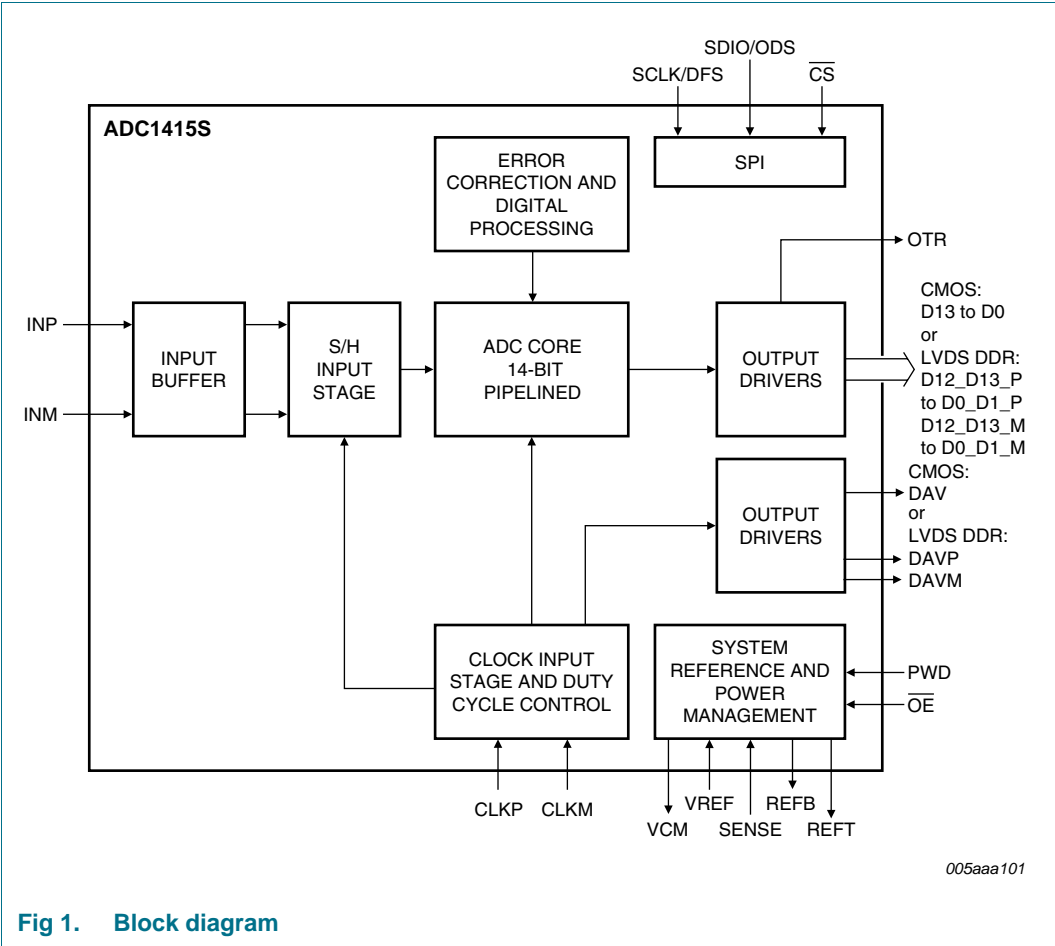 SDIO/ODS
SCLK/DFS
CS
ADC1415S
ERROR
CORRECTION AND
DIGITAL
PROCESSING
SPI
OTR
INP
INM
INPUT
BUFFER
S/H
INPUT
STAGE
ADC CORE
14-BIT
PIPELINED
OUTPUT
DRIVERS
CMOS:
D13 to D0
or
LVDS DDR:
D12_D13_P
to D0_D1_P
D12_D13_M
to D0_D1_M
OUTPUT
DRIVERS
CMOS:
DAV
or
LVDS DDR:
DAVP
DAVM
CLOCK INPUT
STAGE AND DUTY
CYCLE CONTROL
SYSTEM
REFERENCE AND
POWER
MANAGEMENT
PWD
OE
CLKP
CLKM
VCM
VREF
SENSE
REFB
REFT
005aaa101
Fig 1. Block diagram